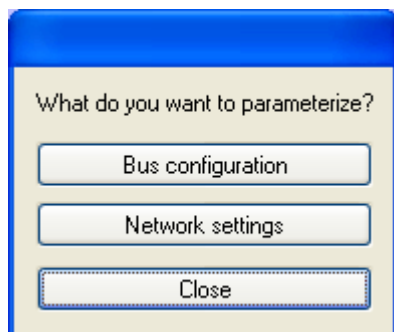 What do you want to parameterize?
Bus configuration
Network settings
Close